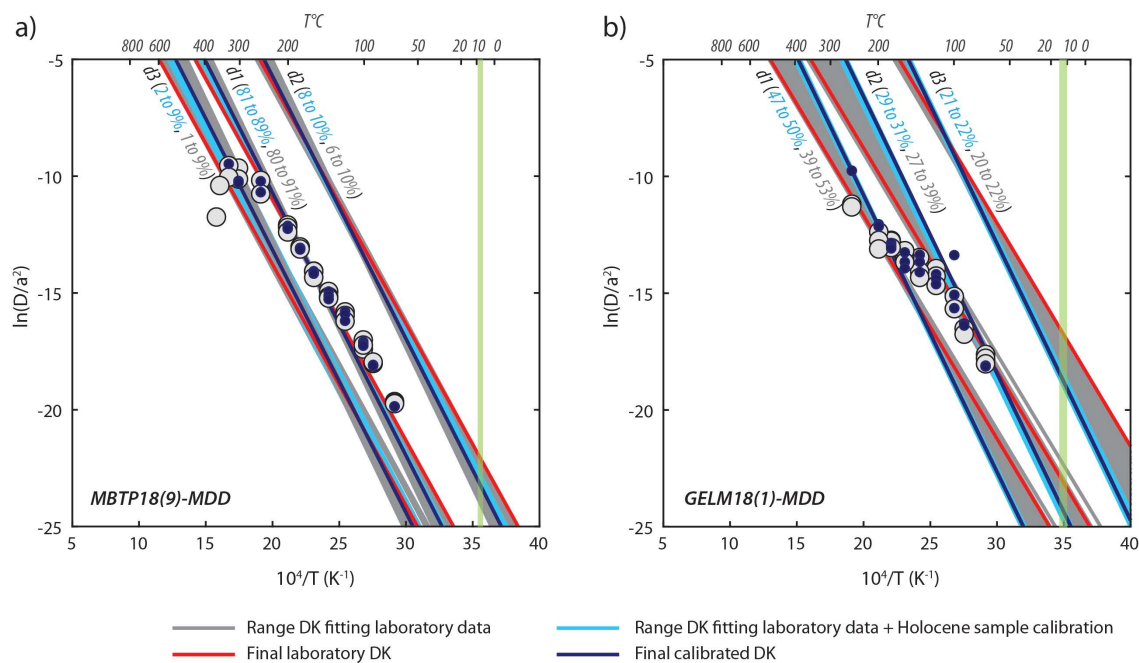 a)
T°C
800 600 400 300 200 100 50 20 10 0
-5
-10
-15
-20
-25
ln(D/a²)
d3 (2 to 9%, 1 to 9%)
d1 (81 to 89%, 80 to 91%)
d2 (8 to 10%, 6 to 10%)
MBTP18(9)-MDD
5 10 15 20 25 30 35 40
10⁴/T (K⁻¹)
b)
T°C
800 600 400 300 200 100 50 20 10 0
-5
-10
-15
-20
-25
ln(D/a²)
d1 (47 to 50%, 39 to 53%)
d2 (29 to 31%, 27 to 39%)
d3 (21 to 22%, 20 to 22%)
GELM18(1)-MDD
5 10 15 20 25 30 35 40
10⁴/T (K⁻¹)
Range DK fitting laboratory data
Final laboratory DK
Range DK fitting laboratory data + Holocene sample calibration
Final calibrated DK